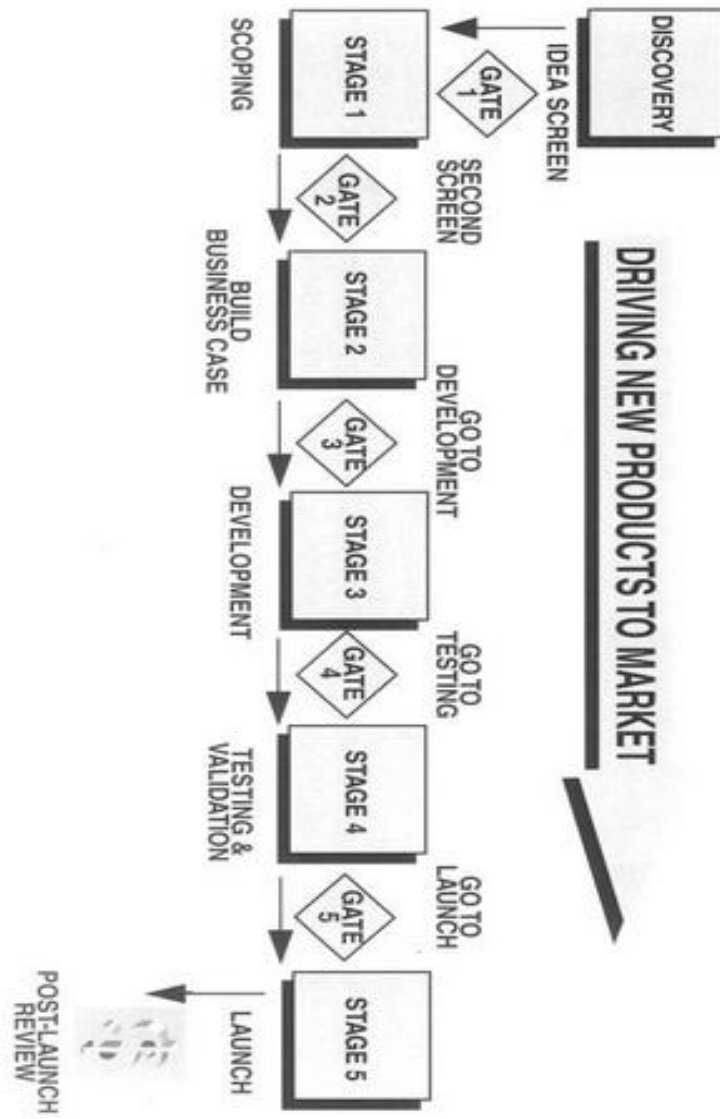 DRIVING NEW PRODUCTS TO MARKET
DISCOVERY
IDEA SCREEN
GATE
1
SECOND
SCREEN
GO TO
DEVELOPMENT
GO TO
TESTING
GO TO
LAUNCH
STAGE 1
GATE
2
STAGE 2
GATE
3
STAGE 3
GATE
4
STAGE 4
GATE
5
STAGE 5
SCOPING
BUILD
BUSINESS CASE
DEVELOPMENT
TESTING &
VALIDATION
LAUNCH
POST-LAUNCH
REVIEW